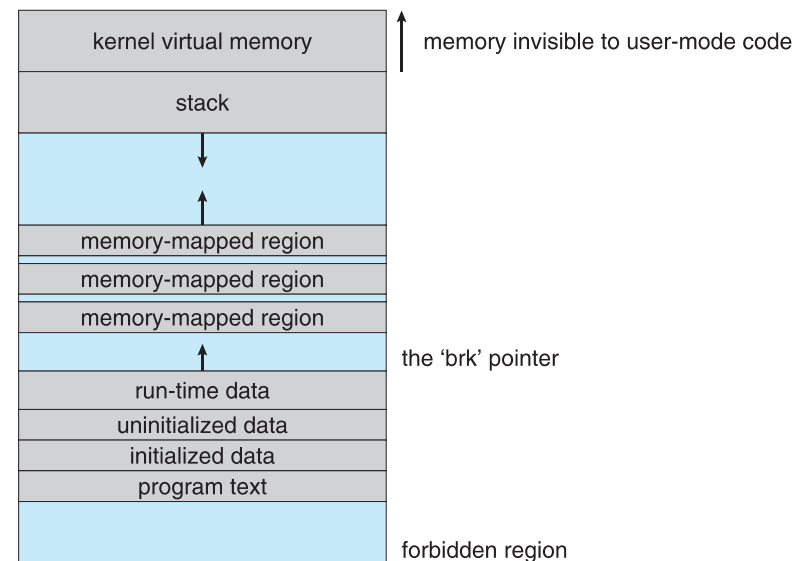 kernel virtual memory
memory invisible to user-mode code
stack
memory-mapped region
memory-mapped region
memory-mapped region
the ‘brk’ pointer
run-time data
uninitialized data
initialized data
program text
forbidden region